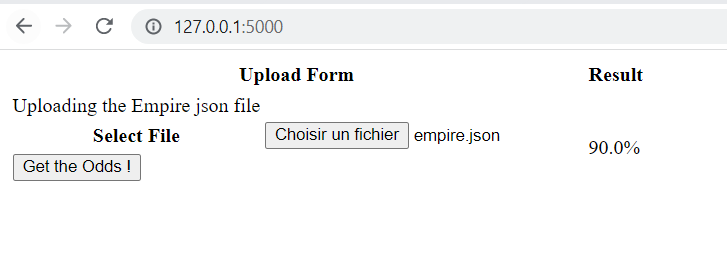 127.0.0.1:5000
Upload Form Result
Uploading the Empire json file
Select File Choisir un fichier empire.json
90.0%
Get the Odds !